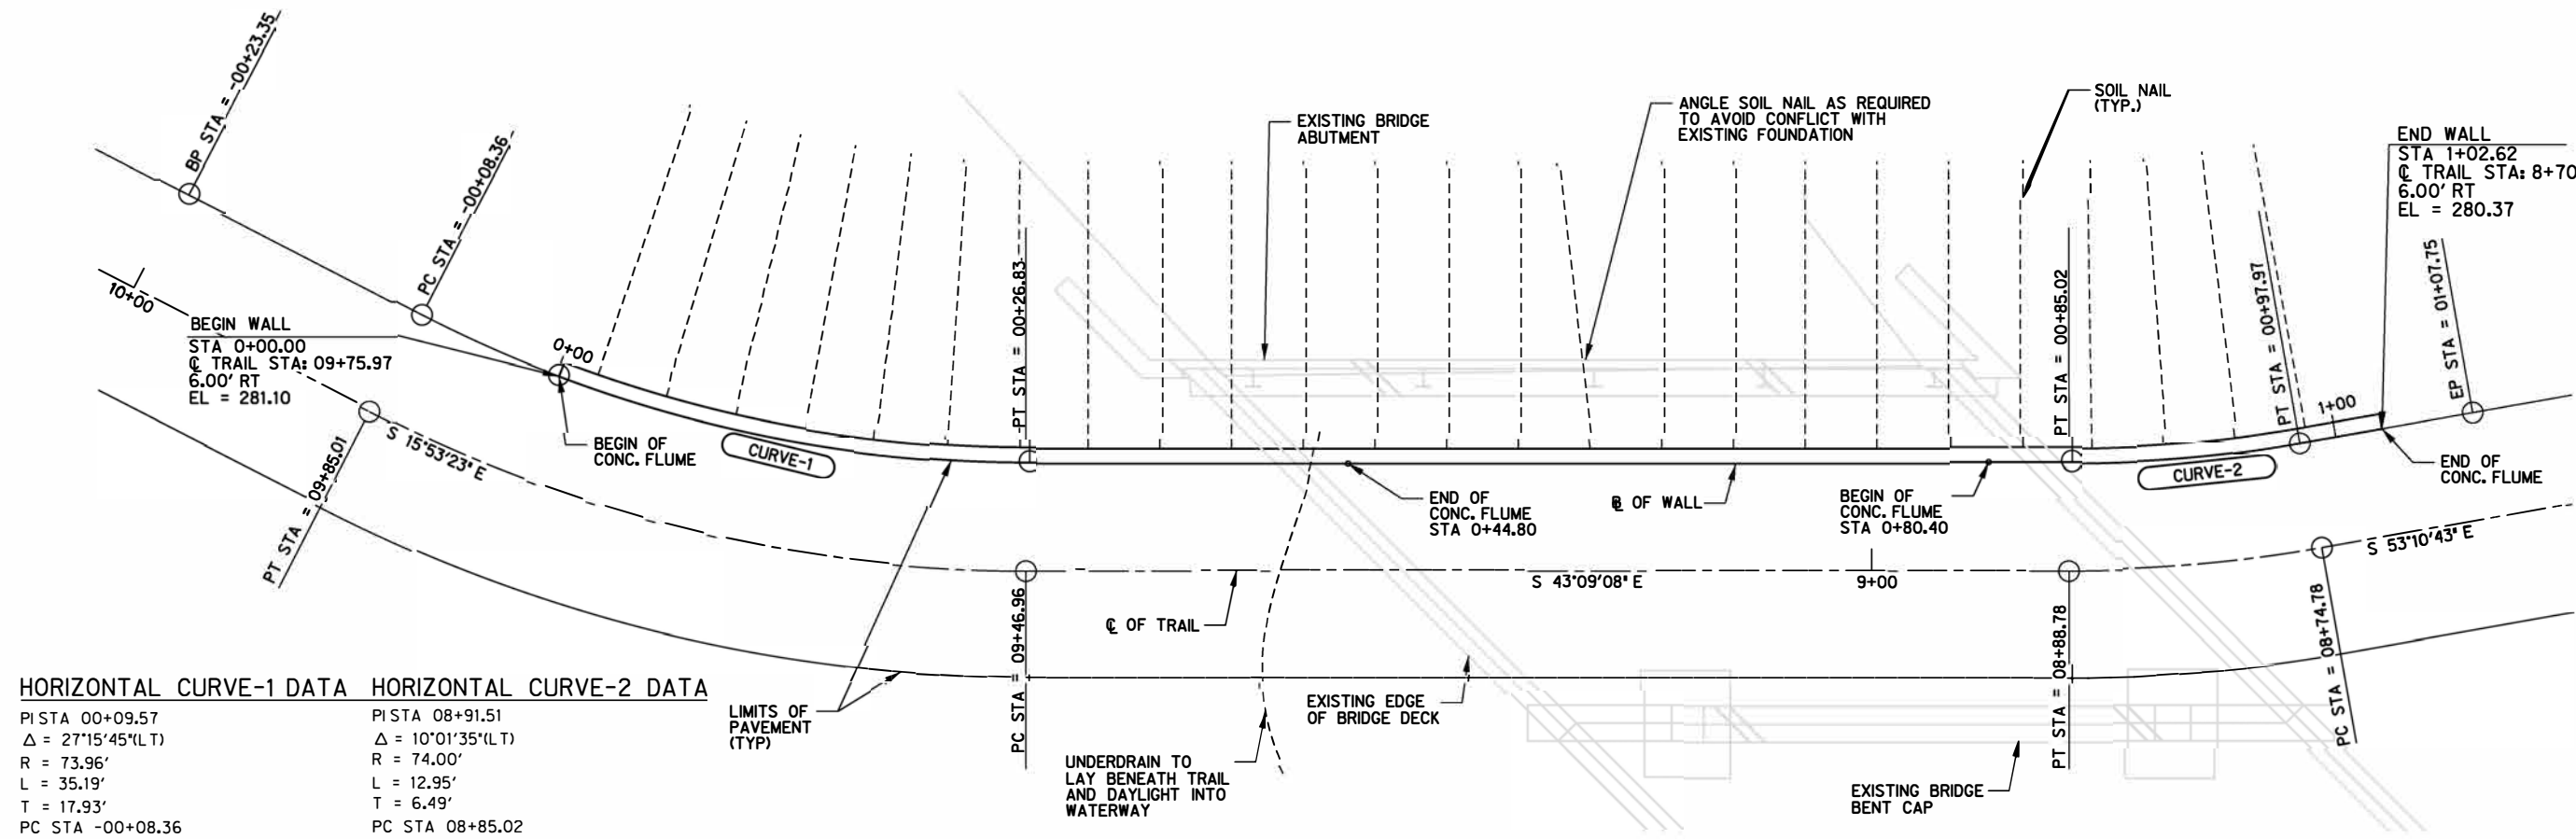 BP STA = -00+23.35
PC STA = -00+08.36
10+00
BEGIN WALL
STA 0+00.00
℄ TRAIL STA: 09+75.97
6.00' RT
EL = 281.10
0+00
PT STA = 09+85.01
S 15°53'23" E
BEGIN OF
CONC. FLUME
CURVE-1
PT STA = 00+26.83
EXISTING BRIDGE
ABUTMENT
ANGLE SOIL NAIL AS REQUIRED
TO AVOID CONFLICT WITH
EXISTING FOUNDATION
SOIL NAIL
(TYP.)
END WALL
STA 1+02.62
℄ TRAIL STA: 8+70
6.00' RT
EL = 280.37
PT STA = 00+85.02
PT STA = 00+97.97
EP STA = 01+07.75
1+00
CURVE-2
END OF
CONC. FLUME
END OF
CONC. FLUME
STA 0+44.80
OF WALL
BEGIN OF
CONC. FLUME
STA 0+80.40
S 43°09'08" E
9+00
S 53°10'43" E
℄ OF TRAIL
PC STA = 09+46.96
PT STA = 08+88.78
PC STA = 08+74.78
LIMITS OF
PAVEMENT
(TYP)
UNDERDRAIN TO
LAY BENEATH TRAIL
AND DAYLIGHT INTO
WATERWAY
EXISTING EDGE
OF BRIDGE DECK
EXISTING BRIDGE
BENT CAP
HORIZONTAL CURVE-1 DATA
PI STA 00+09.57
Δ = 27°15'45"(LT)
R = 73.96'
L = 35.19'
T = 17.93'
PC STA -00+08.36
HORIZONTAL CURVE-2 DATA
PI STA 08+91.51
Δ = 10°01'35"(LT)
R = 74.00'
L = 12.95'
T = 6.49'
PC STA 08+85.02